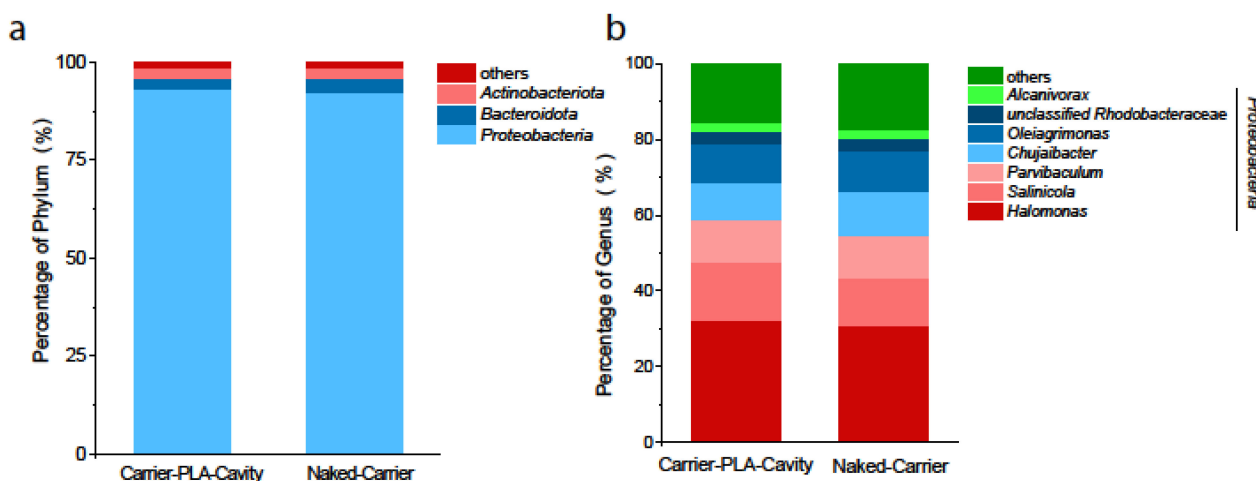 a
Percentage of Phylum (%)
100
75
50
25
0
Carrier-PLA-Cavity
Naked-Carrier
others
Actinobacteriota
Bacteroidota
Proteobacteria
b
Percentage of Genus (%)
100
80
60
40
20
0
Carrier-PLA-Cavity
Naked-Carrier
others
Alcanivorax
unclassified Rhodobacteraceae
Oleiagrimonas
Chujaibacter
Parvibaculum
Salinicola
Halomonas
Proteobacteria